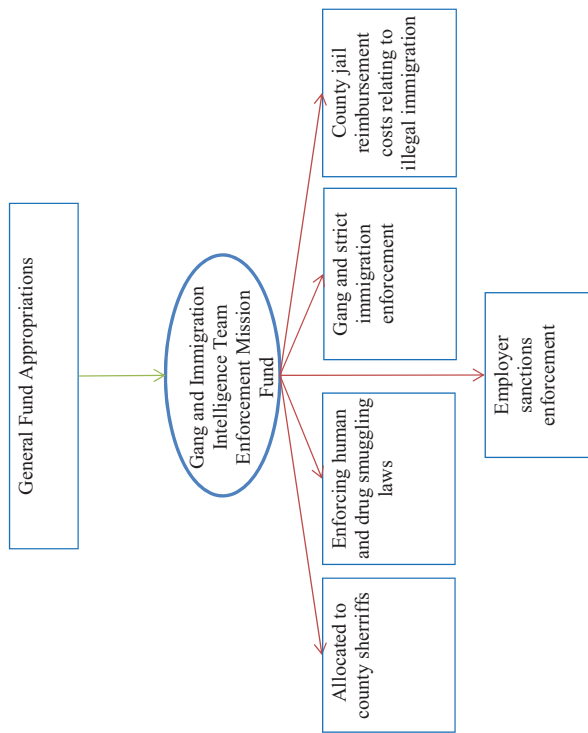 General Fund Appropriations
Gang and Immigration
Intelligence Team
Enforcement Mission
Fund
Allocated to
county sherriffs
Enforcing human
and drug smuggling
laws
Gang and strict
immigration
enforcement
County jail
reimbursement
costs relating to
illegal immigration
Employer
sanctions
enforcement